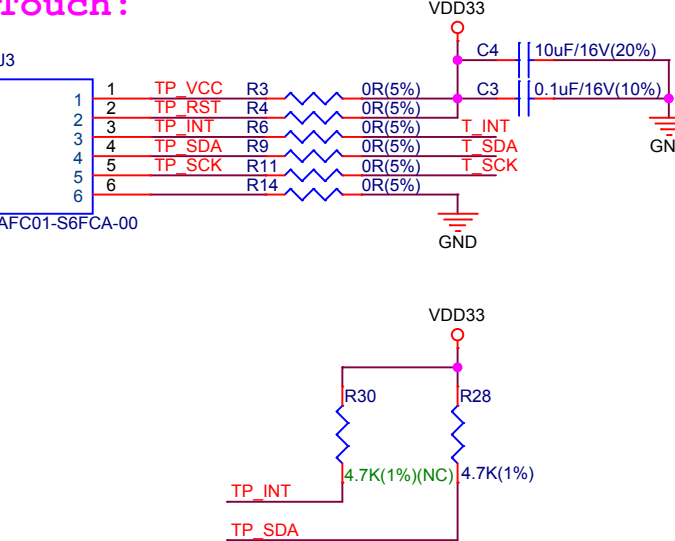 Touch:
VDD33
J3
C4 10uF/16V(20%)
1 1 TP_VCC R3 0R(5%) C3 0.1uF/16V(10%)
2 2 TP_RST R4 0R(5%)
3 3 TP_INT R6 0R(5%) T_INT
4 4 TP_SDA R9 0R(5%) T_SDA
5 5 TP_SCK R11 0R(5%) T_SCK
6 6 R14 0R(5%)
GN
AFC01-S6FCA-00
GND
VDD33
R30 R28
4.7K(1%)(NC) 4.7K(1%)
TP_INT
TP_SDA